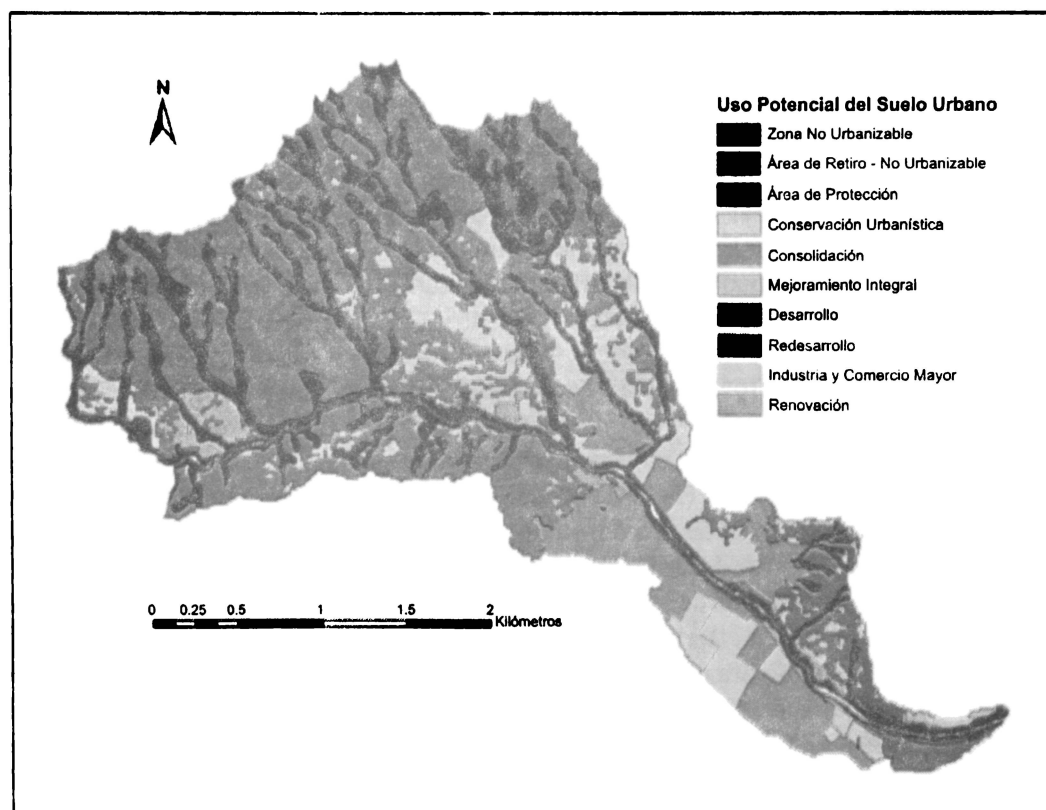 N
Uso Potencial del Suelo Urbano
Zona No Urbanizable
Área de Retiro - No Urbanizable
Área de Protección
Conservación Urbanística
Consolidación
Mejoramiento Integral
Desarrollo
Redesarrollo
Industria y Comercio Mayor
Renovación
0 0.25 0.5 1 1.5 2
Kilómetros